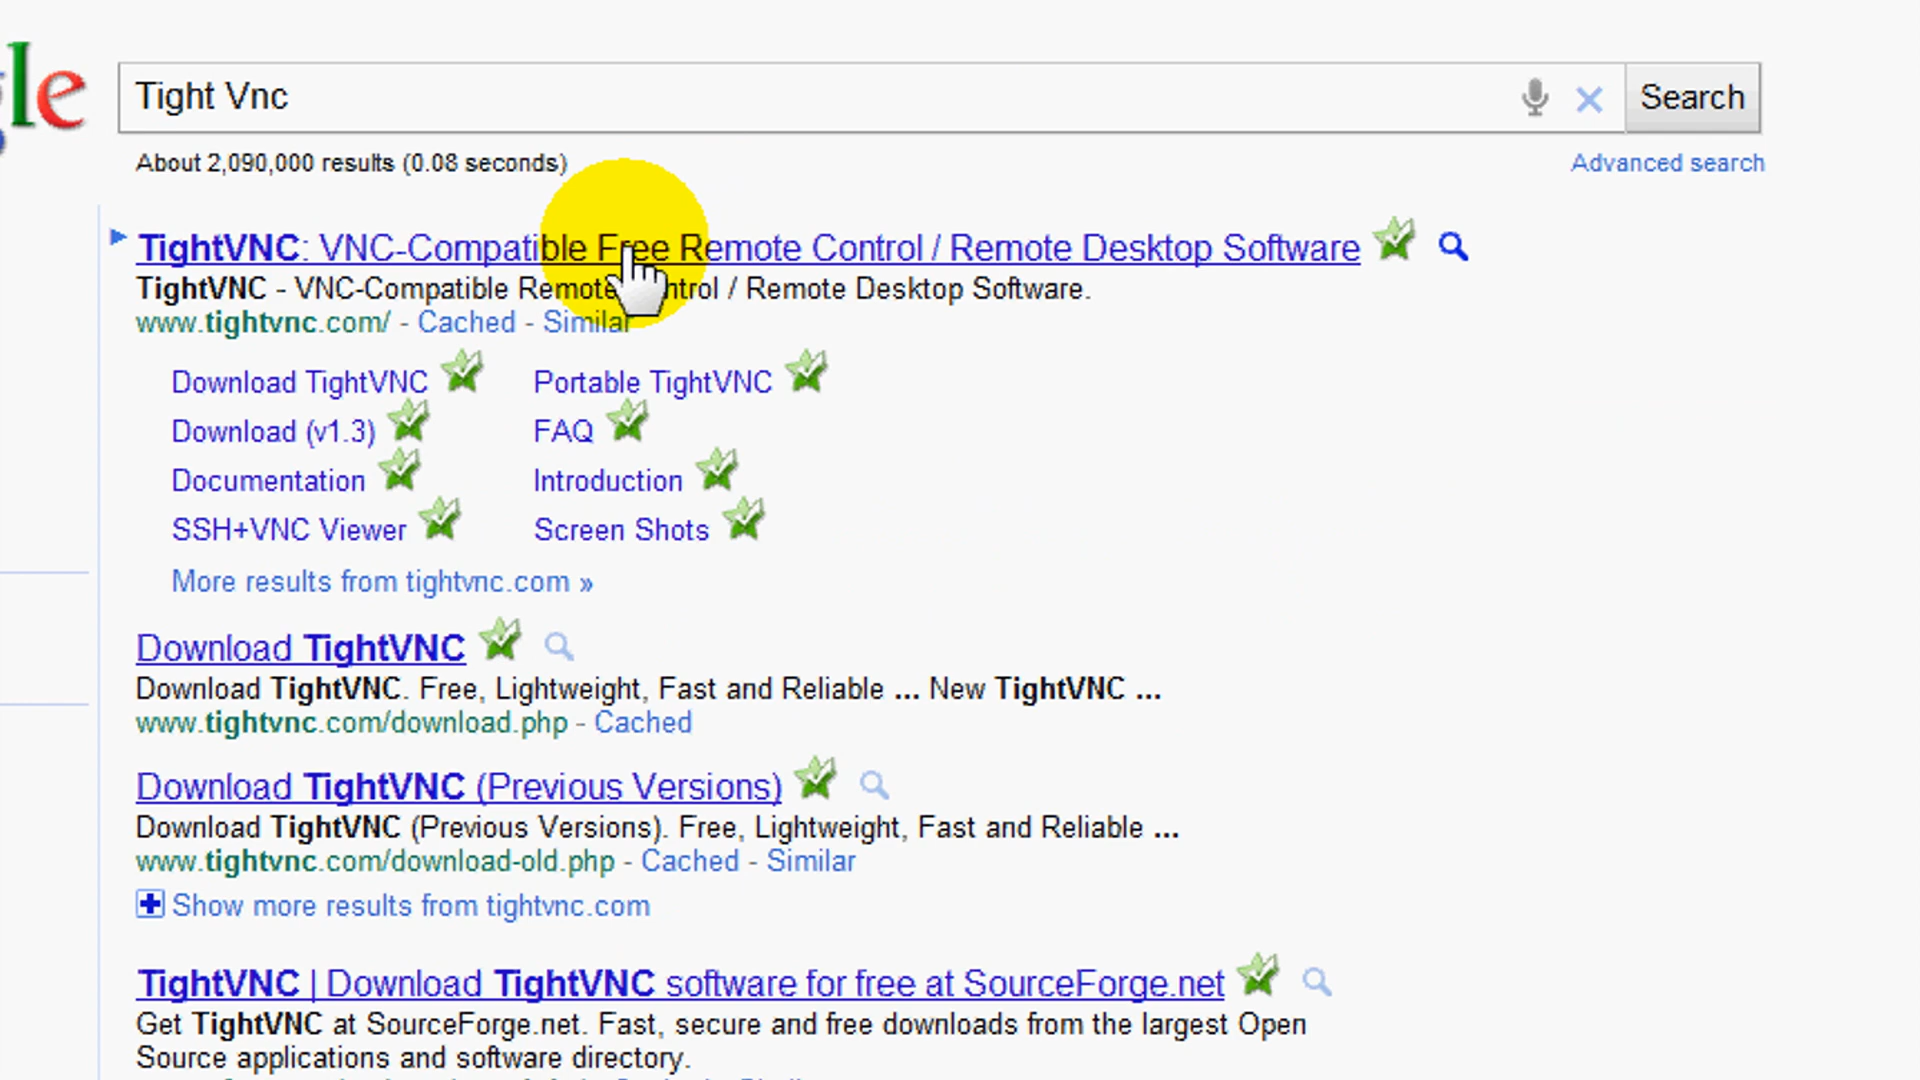 gle
Tight Vnc
Search
About 2,090,000 results (0.08 seconds)
Advanced search
TightVNC: VNC-Compatible Free Remote Control / Remote Desktop Software
TightVNC - VNC-Compatible Remote / Remote Desktop Software.
www.tightvnc.com/ - Cached - Similar
Download TightVNC Portable TightVNC
Download (v1.3) FAQ
Documentation Introduction
SSH+VNC Viewer Screen Shots
More results from tightvnc.com »
Download TightVNC
Download TightVNC. Free, Lightweight, Fast and Reliable ... New TightVNC ...
www.tightvnc.com/download.php - Cached
Download TightVNC (Previous Versions)
Download TightVNC (Previous Versions). Free, Lightweight, Fast and Reliable ...
www.tightvnc.com/download-old.php - Cached - Similar
Show more results from tightvnc.com
TightVNC | Download TightVNC software for free at SourceForge.net
Get TightVNC at SourceForge.net. Fast, secure and free downloads from the largest Open
Source applications and software directory.